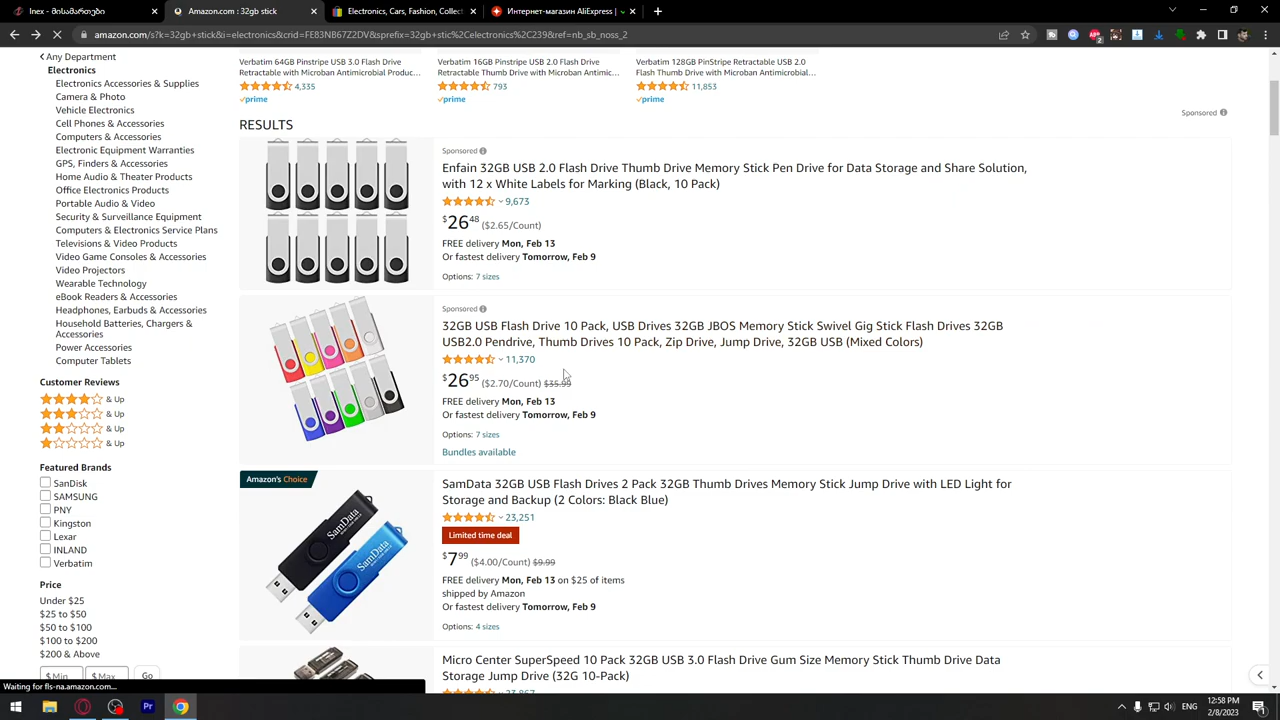 Inex - φθηνότερα σούπερ
Amazon.com : usb stick
Electronics, Cars, Fashion, Collect
Интернет-магазин AliExpress |
amazon.com/s?k=usb+stick&i=electronics&crid=FE83NB67Z2DV&sprefix=usb+stick%2Celectronics%2C239&ref=nb_sb_noss_2
Any Department
Electronics
Electronics Accessories & Supplies
Camera & Photo
Vehicle Electronics
Cell Phones & Accessories
Computers & Accessories
Electronic Equipment Warranties
GPS, Finders & Accessories
Home Audio & Theater Products
Office Electronics Products
Portable Audio & Video
Security & Surveillance Equipment
Computers & Electronics Service Plans
Televisions & Video Products
Video Game Consoles & Accessories
Video Projectors
Wearable Technology
eBook Readers & Accessories
Headphones, Earbuds & Accessories
Household Batteries, Chargers &
Accessories
Power Accessories
Computer Tablets
Customer Reviews
& Up
& Up
& Up
& Up
Featured Brands
SanDisk
SAMSUNG
PNY
Kingston
Lexar
INLAND
Verbatim
Price
Under $25
$25 to $50
$50 to $100
$100 to $200
$200 & Above
$ Min $ Max Go
Verbatim 64GB Pinstripe USB 3.0 Flash Drive
Retractable with Microban Antimicrobial Produc...
4,335
prime
Verbatim 16GB Pinstripe USB 2.0 Flash Drive
Retractable Thumb Drive with Microban Antimic...
793
prime
Verbatim 128GB PinStripe Retractable USB 2.0
Flash Thumb Drive with Microban Antimicrobial...
11,853
prime
Sponsored
RESULTS
Sponsored
Enfain 32GB USB 2.0 Flash Drive Thumb Drive Memory Stick Pen Drive for Data Storage and Share Solution,
with 12 x White Labels for Marking (Black, 10 Pack)
9,673
$26 48 ($2.65/Count)
FREE delivery Mon, Feb 13
Or fastest delivery Tomorrow, Feb 9
Options: 7 sizes
Sponsored
32GB USB Flash Drive 10 Pack, USB Drives 32GB JBOS Memory Stick Swivel Gig Stick Flash Drives 32GB
USB2.0 Pendrive, Thumb Drives 10 Pack, Zip Drive, Jump Drive, 32GB USB (Mixed Colors)
11,370
$26 95 ($2.70/Count) $35.99
FREE delivery Mon, Feb 13
Or fastest delivery Tomorrow, Feb 9
Options: 7 sizes
Bundles available
Amazon's Choice
SamData
SamData
SamData 32GB USB Flash Drives 2 Pack 32GB Thumb Drives Memory Stick Jump Drive with LED Light for
Storage and Backup (2 Colors: Black Blue)
23,251
Limited time deal
$7 99 ($4.00/Count) $9.99
FREE delivery Mon, Feb 13 on $25 of items
shipped by Amazon
Or fastest delivery Tomorrow, Feb 9
Options: 4 sizes
Micro Center SuperSpeed 10 Pack 32GB USB 3.0 Flash Drive Gum Size Memory Stick Thumb Drive Data
Storage Jump Drive (32G 10-Pack)
Waiting for fls-na.amazon.com...
ENG
12:58 PM
2/8/2023